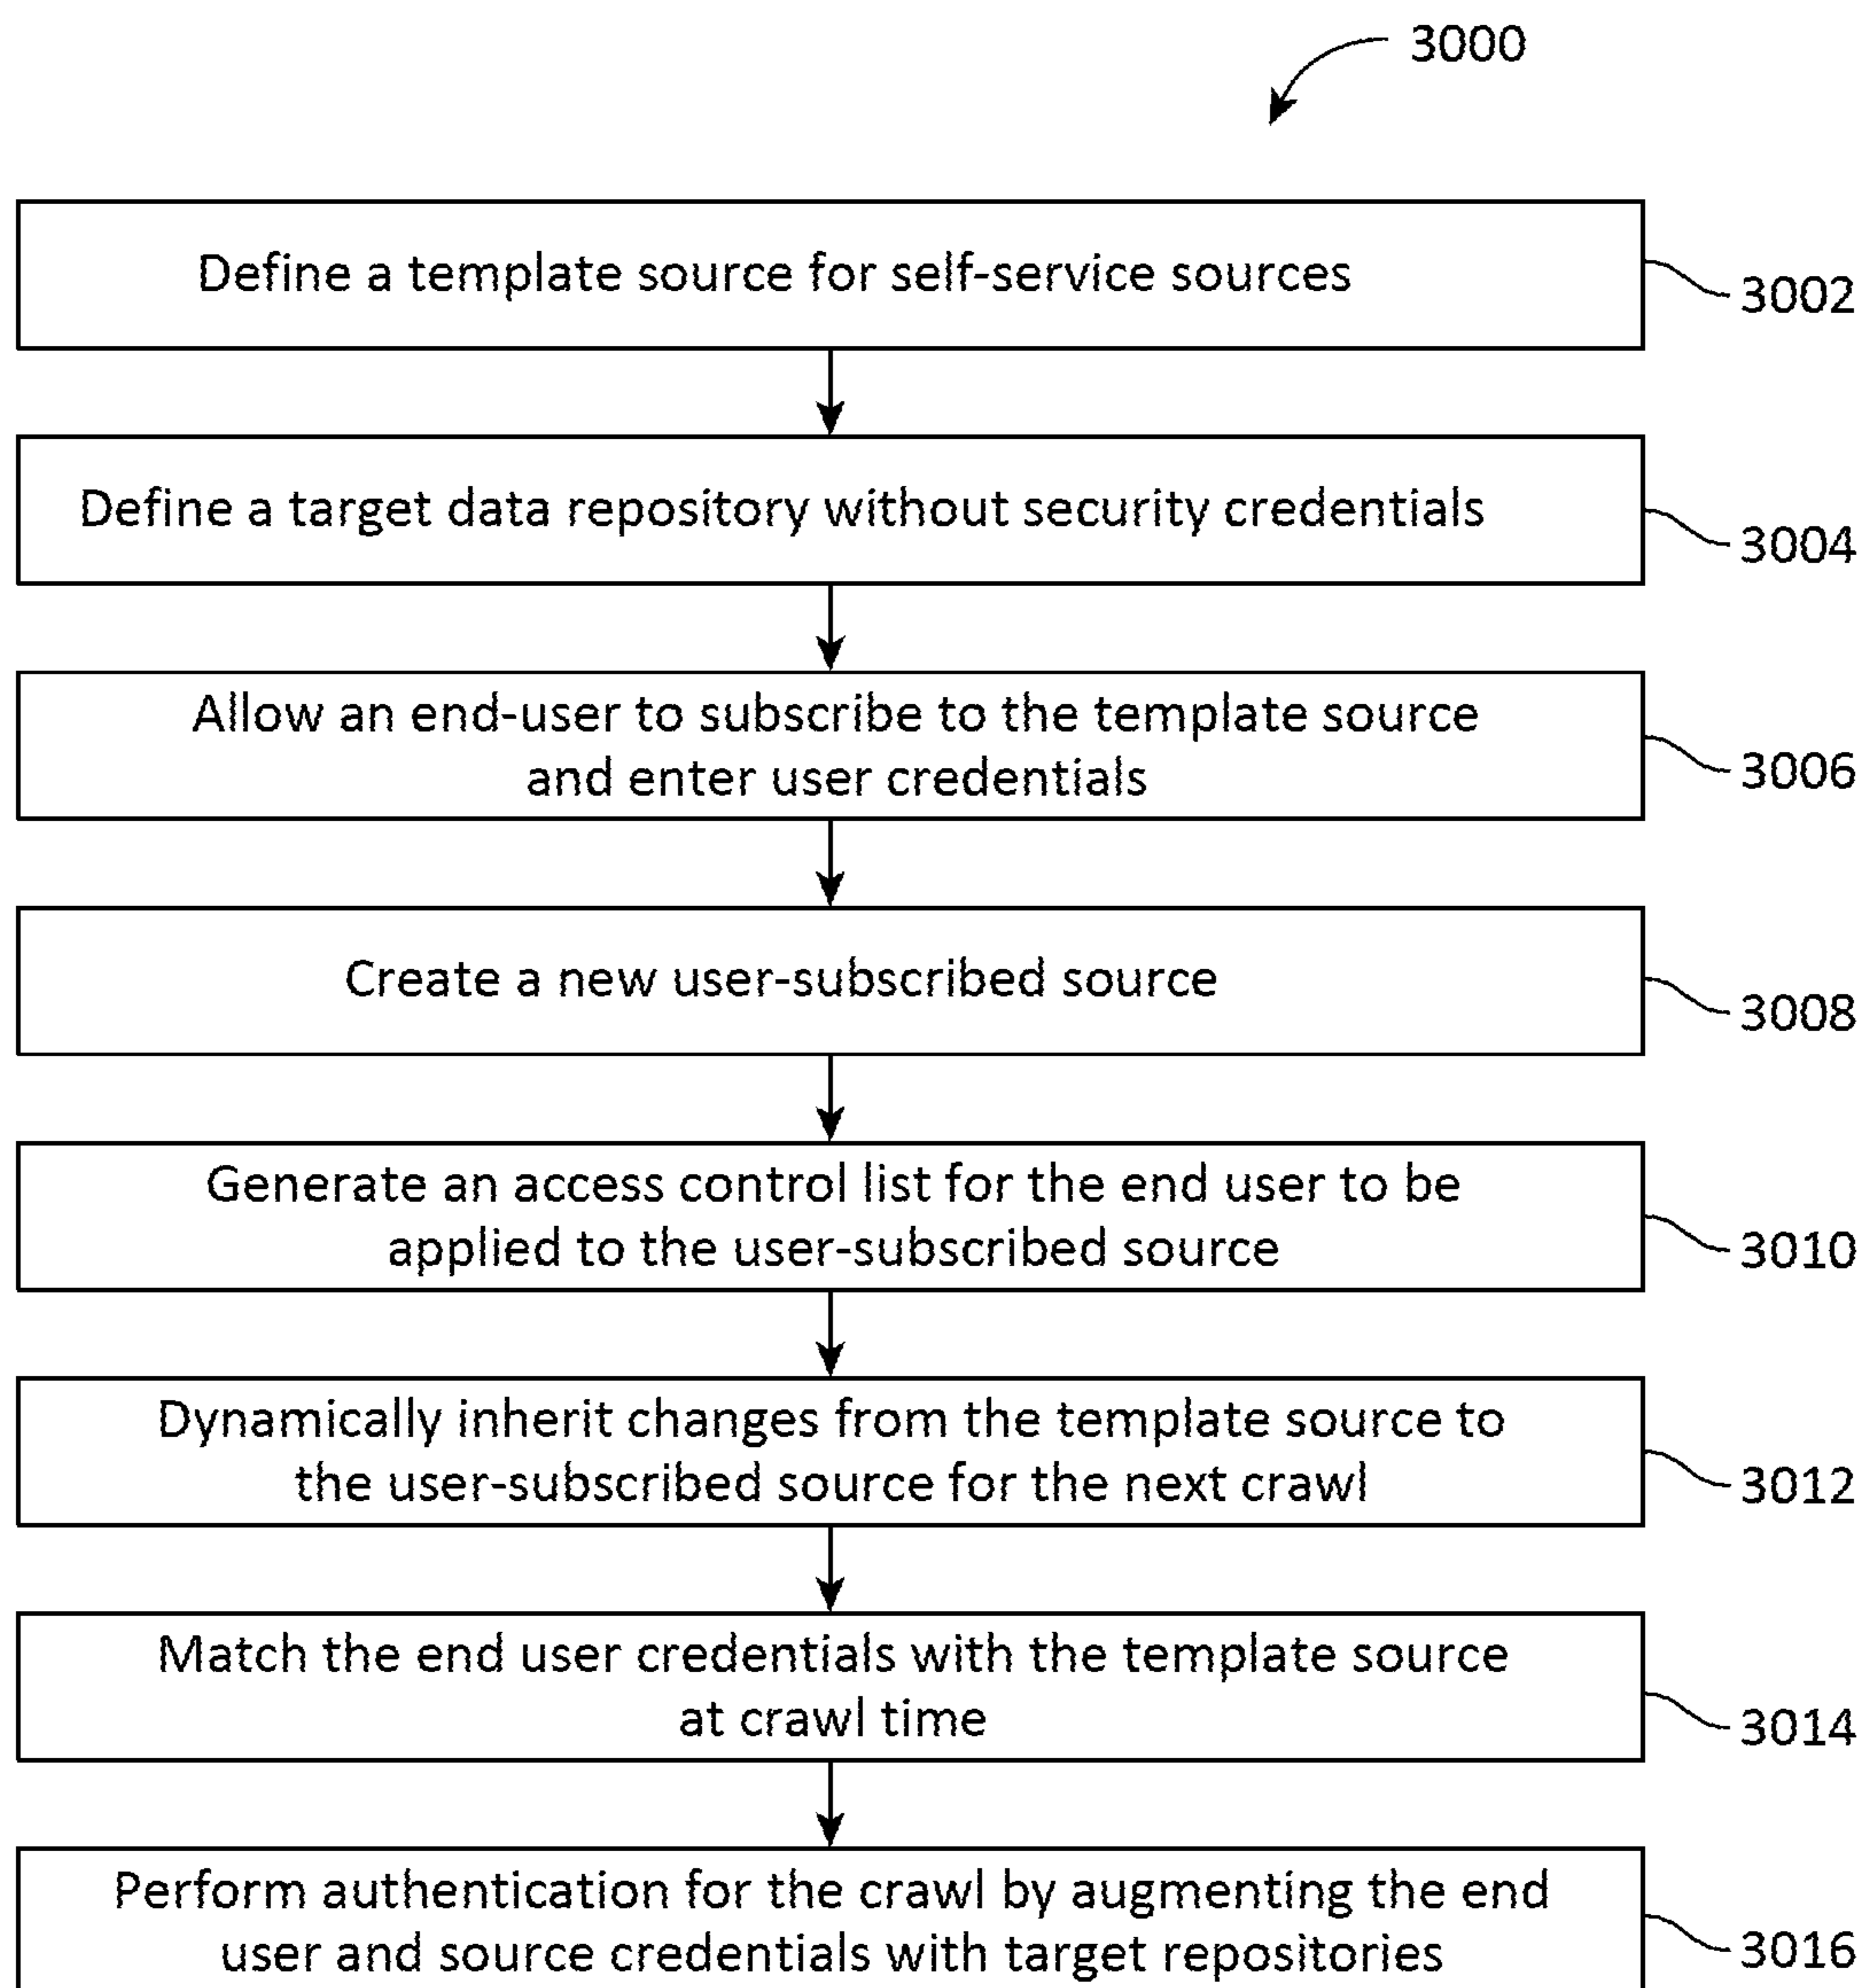 3000
Define a template source for self-service sources
3002
Define a target data repository without security credentials
3004
Allow an end-user to subscribe to the template source
and enter user credentials
3006
Create a new user-subscribed source
3008
Generate an access control list for the end user to be
applied to the user-subscribed source
3010
Dynamically inherit changes from the template source to
the user-subscribed source for the next crawl
3012
Match the end user credentials with the template source
at crawl time
3014
Perform authentication for the crawl by augmenting the end
user and source credentials with target repositories
3016